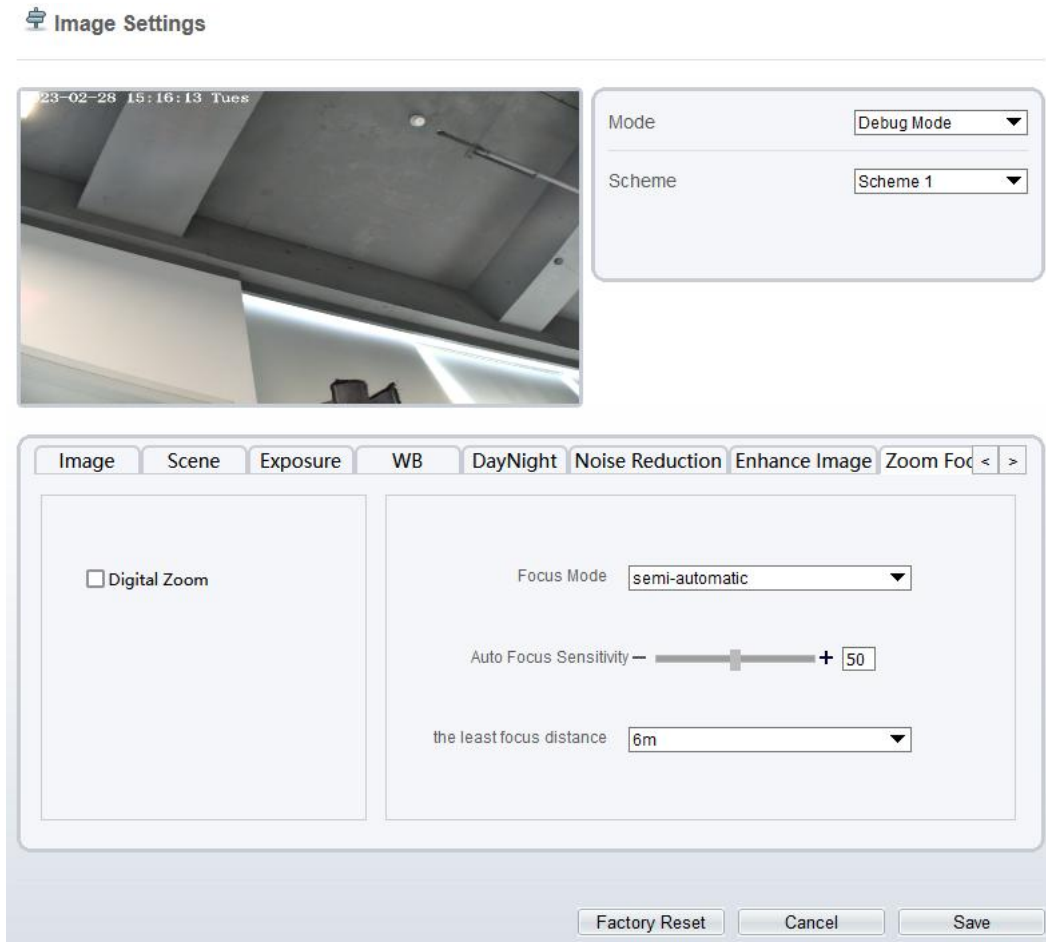 Image Settings
23-02-28 15:16:13 Tues
Mode
Debug Mode
Scheme
Scheme 1
Image
Scene
Exposure
WB
DayNight
Noise Reduction
Enhance Image
Zoom Foc
<
>
Digital Zoom
Focus Mode
semi-automatic
Auto Focus Sensitivity
−
+
50
the least focus distance
6m
Factory Reset
Cancel
Save